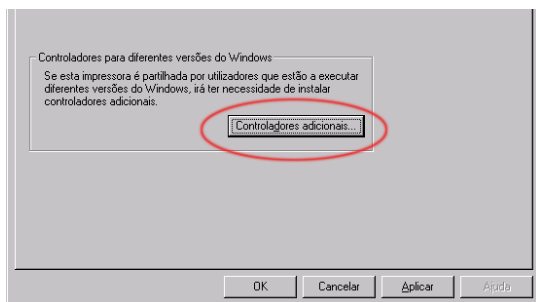 Controladores para diferentes versões do Windows
Se esta impressora é partilhada por utilizadores que estão a executar
diferentes versões do Windows, irá ter necessidade de instalar
controladores adicionais.
Controladores adicionais...
OK Cancelar Aplicar Ajuda